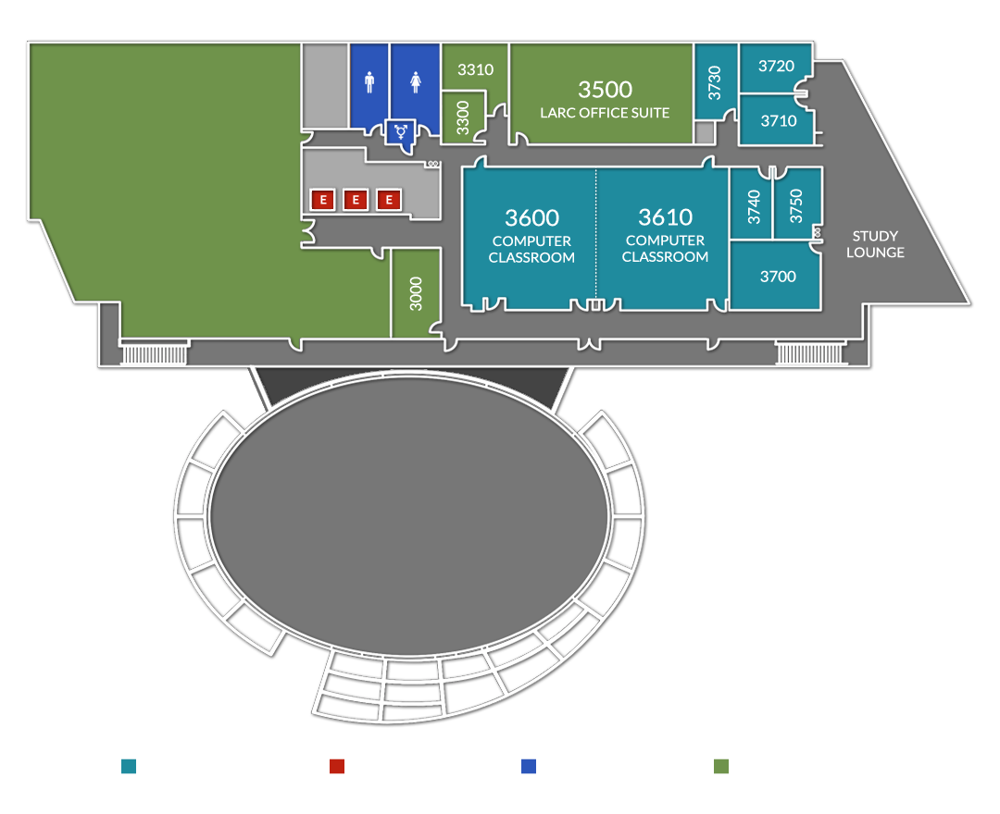 3310
3300
3500
LARC OFFICE SUITE
3730
3720
3710
E
E
E
3600
COMPUTER
CLASSROOM
3610
COMPUTER
CLASSROOM
3740
3750
3700
STUDY
LOUNGE
3000